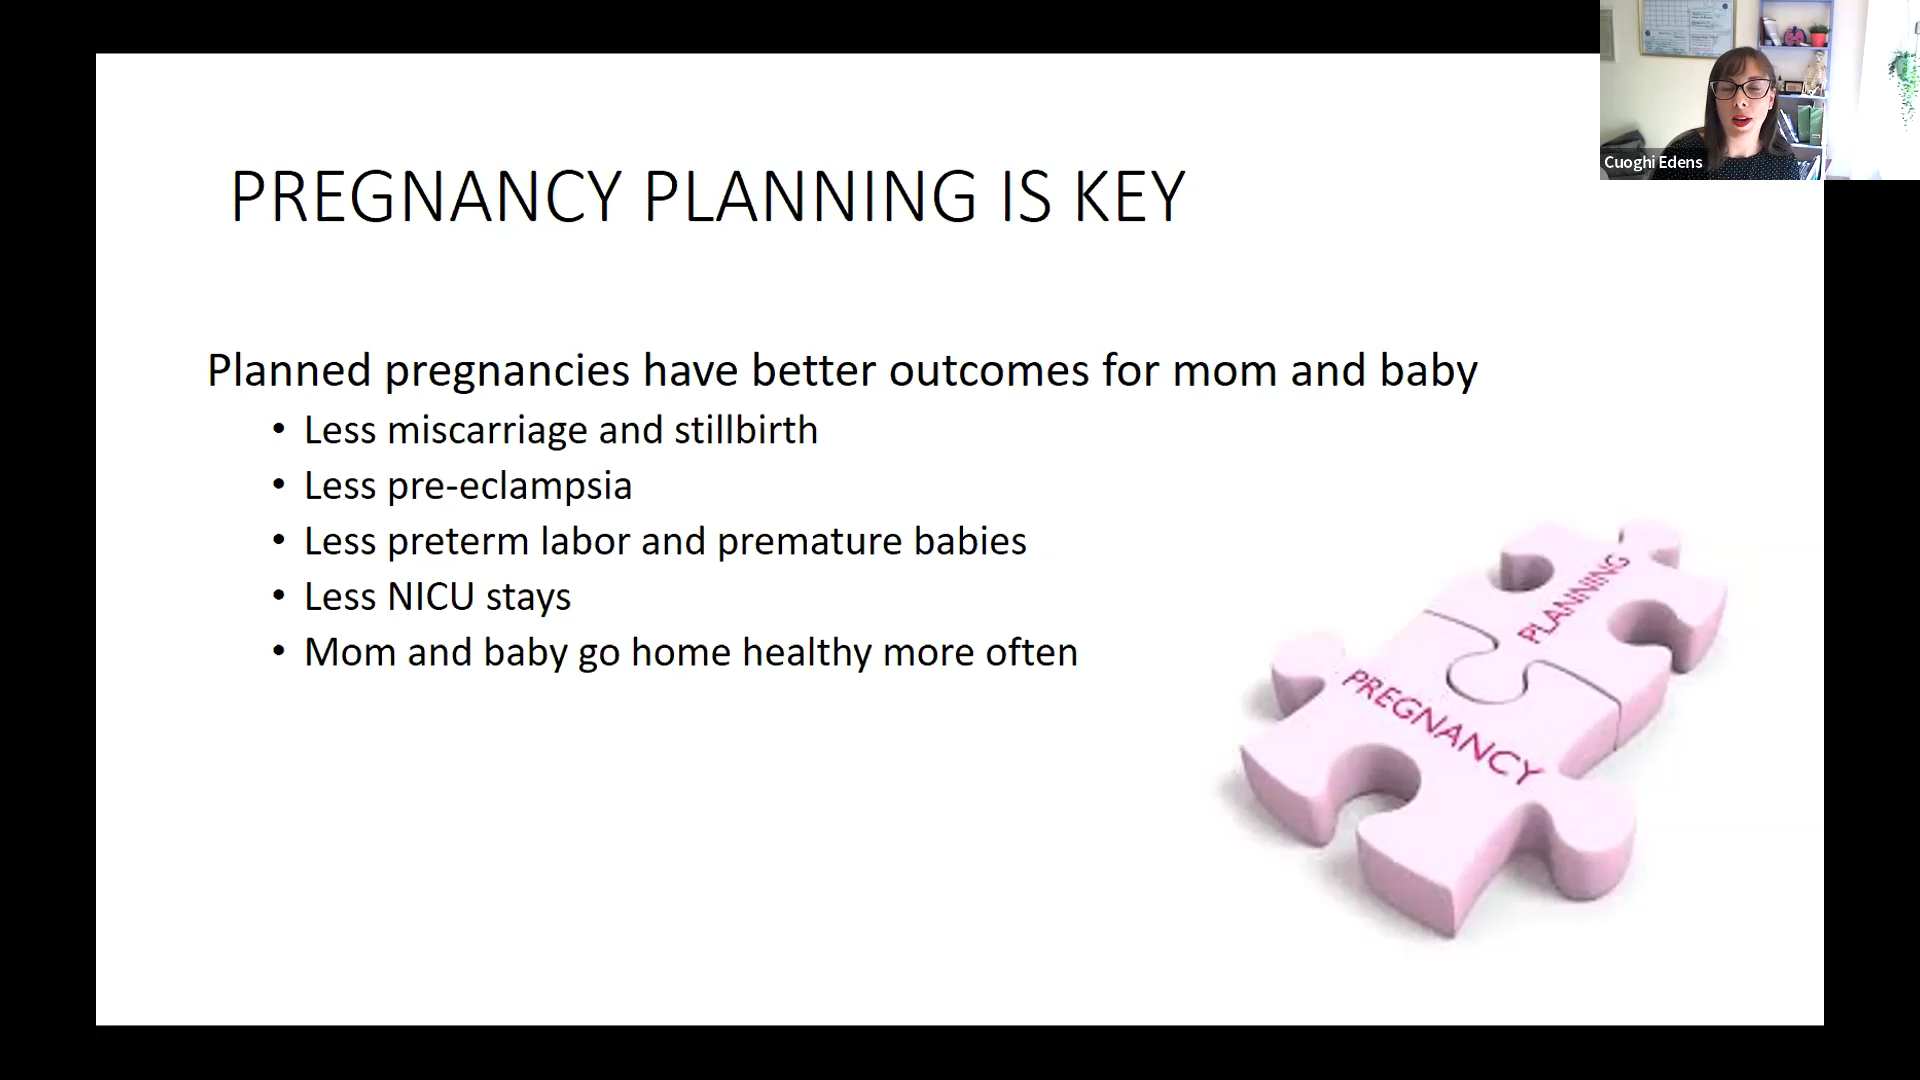 PREGNANCY PLANNING IS KEY
Planned pregnancies have better outcomes for mom and baby
• Less miscarriage and stillbirth
• Less pre-eclampsia
• Less preterm labor and premature babies
• Less NICU stays
• Mom and baby go home healthy more often
PLANNING
PREGNANCY
Cuoghi Edens